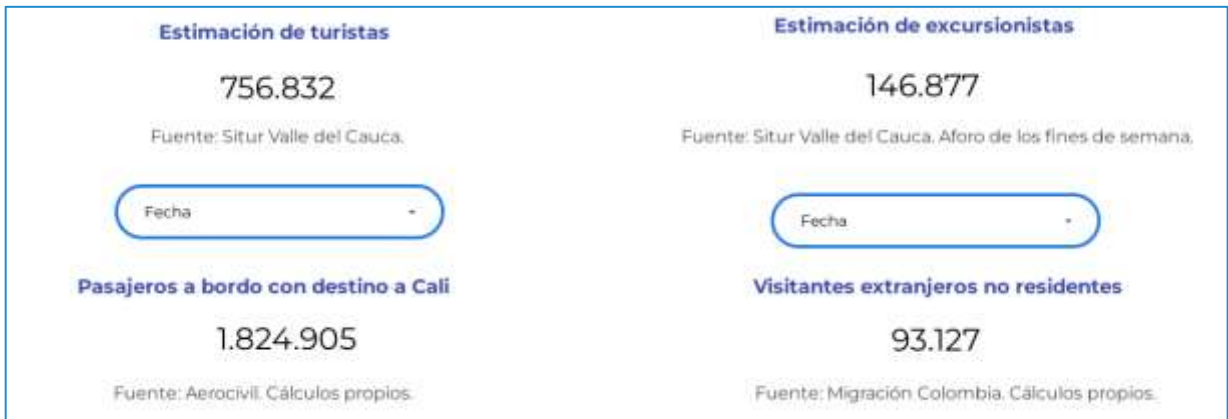 Estimación de turistas
756.832
Fuente: Situr Valle del Cauca.
Fecha
Estimación de excursionistas
146.877
Fuente: Situr Valle del Cauca. Aforo de los fines de semana.
Fecha
Pasajeros a bordo con destino a Cali
1.824.905
Fuente: Aerocivil. Cálculos propios.
Visitantes extranjeros no residentes
93.127
Fuente: Migración Colombia. Cálculos propios.